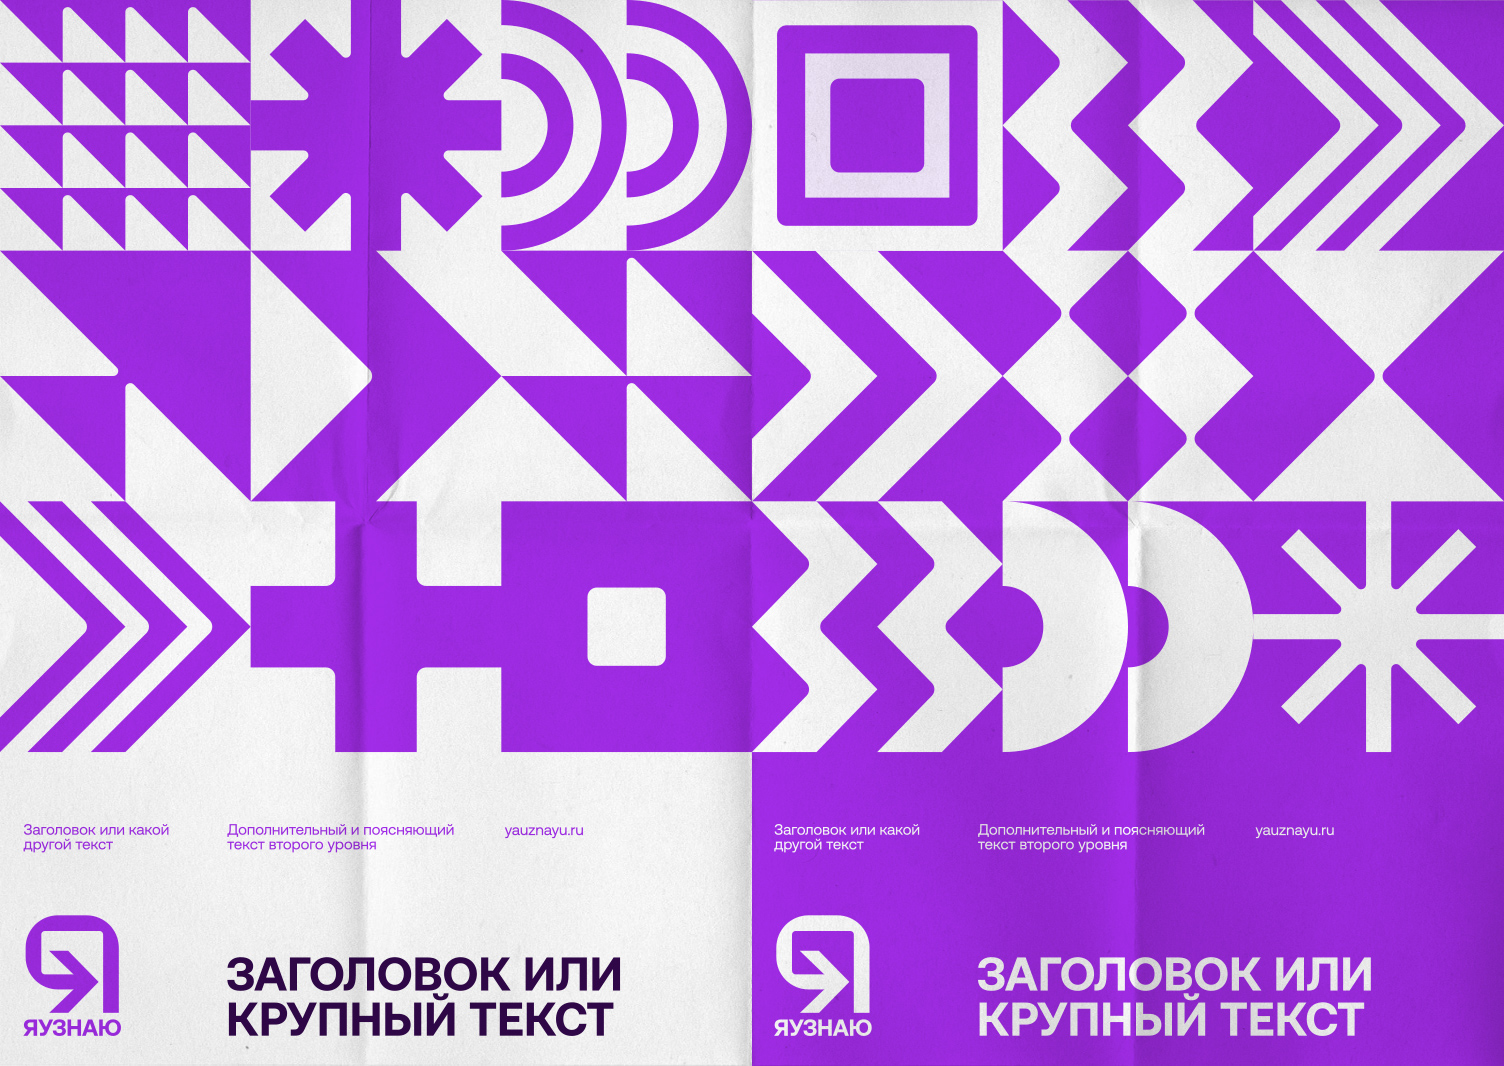 Заголовок или какой
другой текст
Дополнительный и поясняющий
текст второго уровня
yauznayu.ru
ЯУЗНАЮ
ЗАГОЛОВОК ИЛИ
КРУПНЫЙ ТЕКСТ
Заголовок или какой
другой текст
Дополнительный и поясняющий
текст второго уровня
yauznayu.ru
ЯУЗНАЮ
ЗАГОЛОВОК ИЛИ
КРУПНЫЙ ТЕКСТ